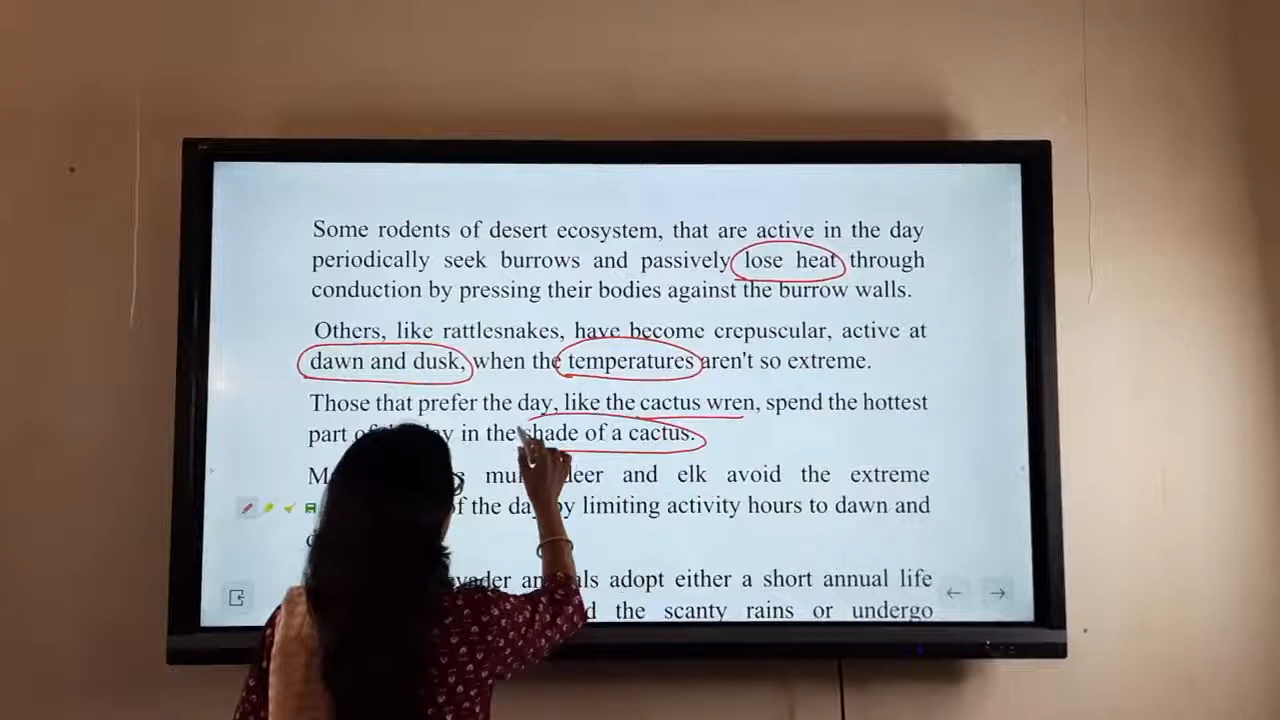 Some rodents of desert ecosystem, that are active in the day
periodically seek burrows and passively lose heat through
conduction by pressing their bodies against the burrow walls.
Others, like rattlesnakes, have become crepuscular, active at
dawn and dusk, when the temperatures aren't so extreme.
Those that prefer the day, like the cactus wren, spend the hottest
part day in the shade of a cactus.
deer and elk avoid the extreme
of the day by limiting activity hours to dawn and
adopt either a short annual life
the scanty rains or undergo